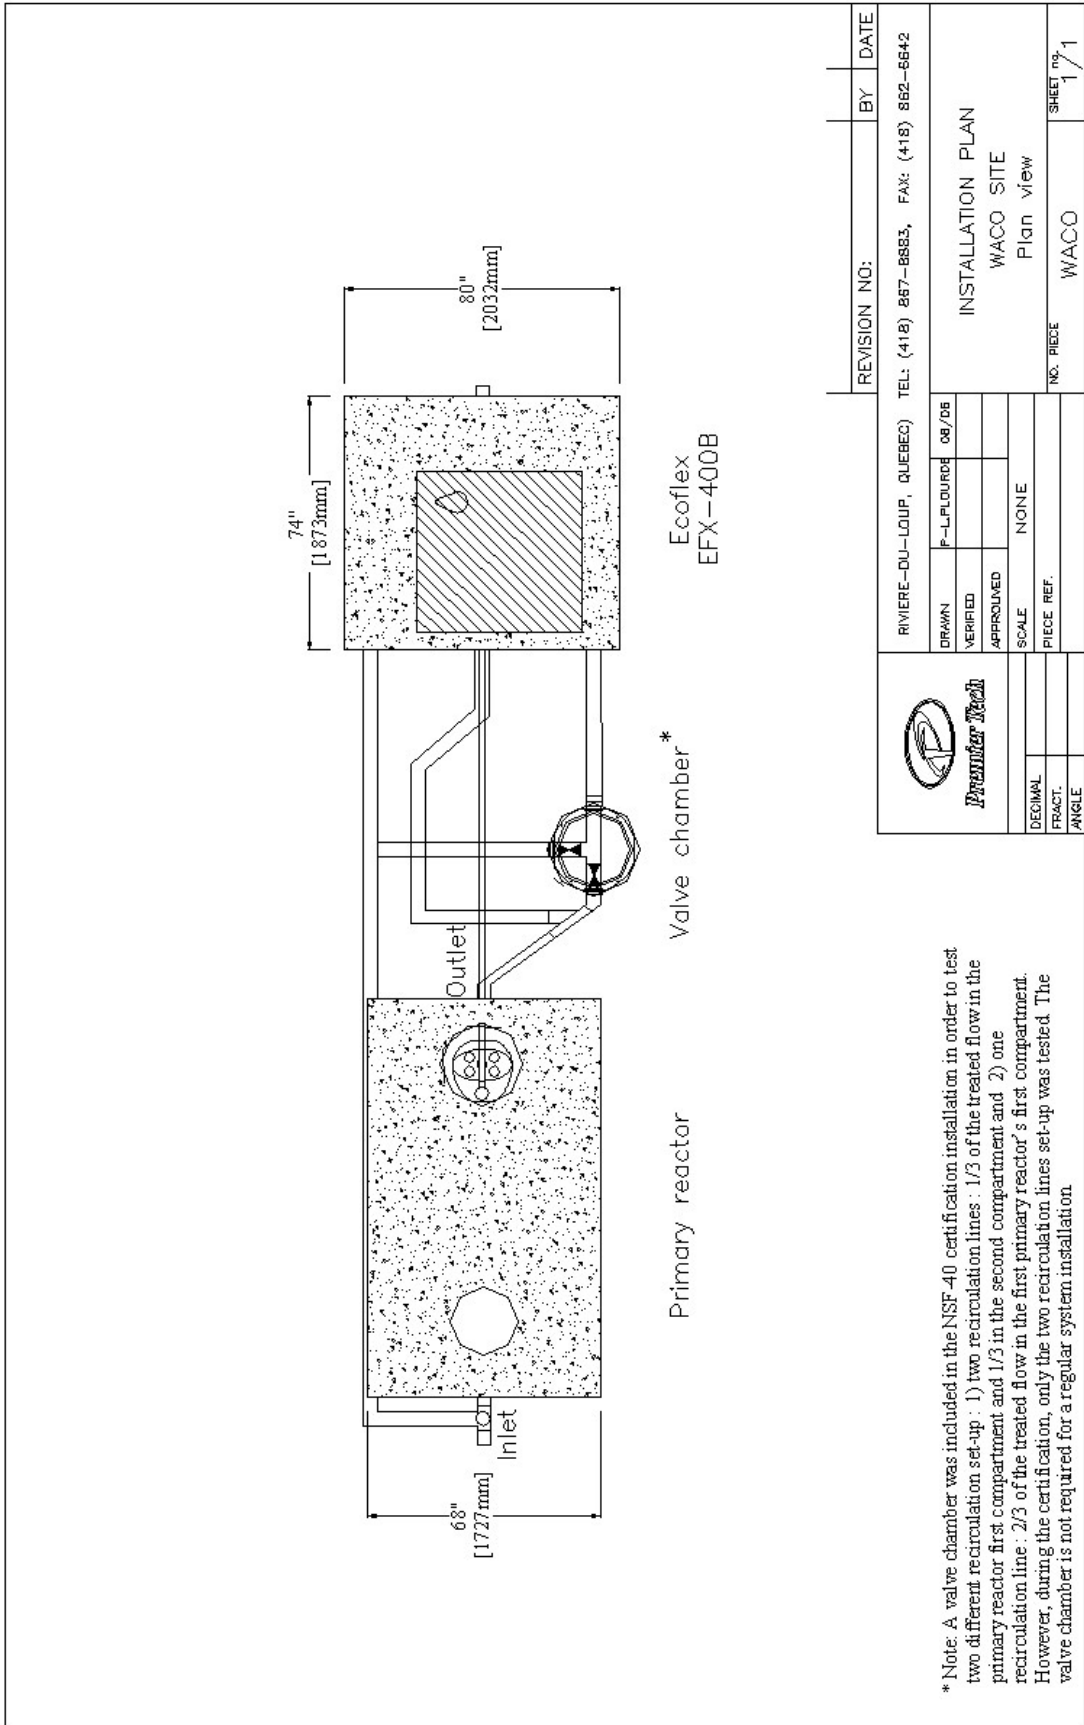 74"
[1873mm]
80"
[2032mm]
Outlet
Inlet
68"
[1727mm]
Primary reactor
Valve chamber*
Ecoflex
EFX-400B
* Note: A valve chamber was included in the NSF-40 certification installation in order to test
two different recirculation set-up : 1) two recirculation lines : 1/3 of the treated flow in the
primary reactor first compartment and 1/3 in the second compartment and 2) one
recirculation line : 2/3 of the treated flow in the first primary reactor's first compartment.
However, during the certification, only the two recirculation lines set-up was tested. The
valve chamber is not required for a regular system installation
REVISION NO: BY DATE
Premier Tech
RIVIERE-DU-LOUP, QUEBEC) TEL: (418) 867-8883, FAX: (418) 862-6642
DRAWN P-L.PLOURDE 08/05
VERIFIED
APPROUVED
SCALE NONE
PIECE REF.
DECIMAL
FRACT.
ANGLE
INSTALLATION PLAN
WACO SITE
Plan view
NO. PIECE WACO
SHEET no. 1/1